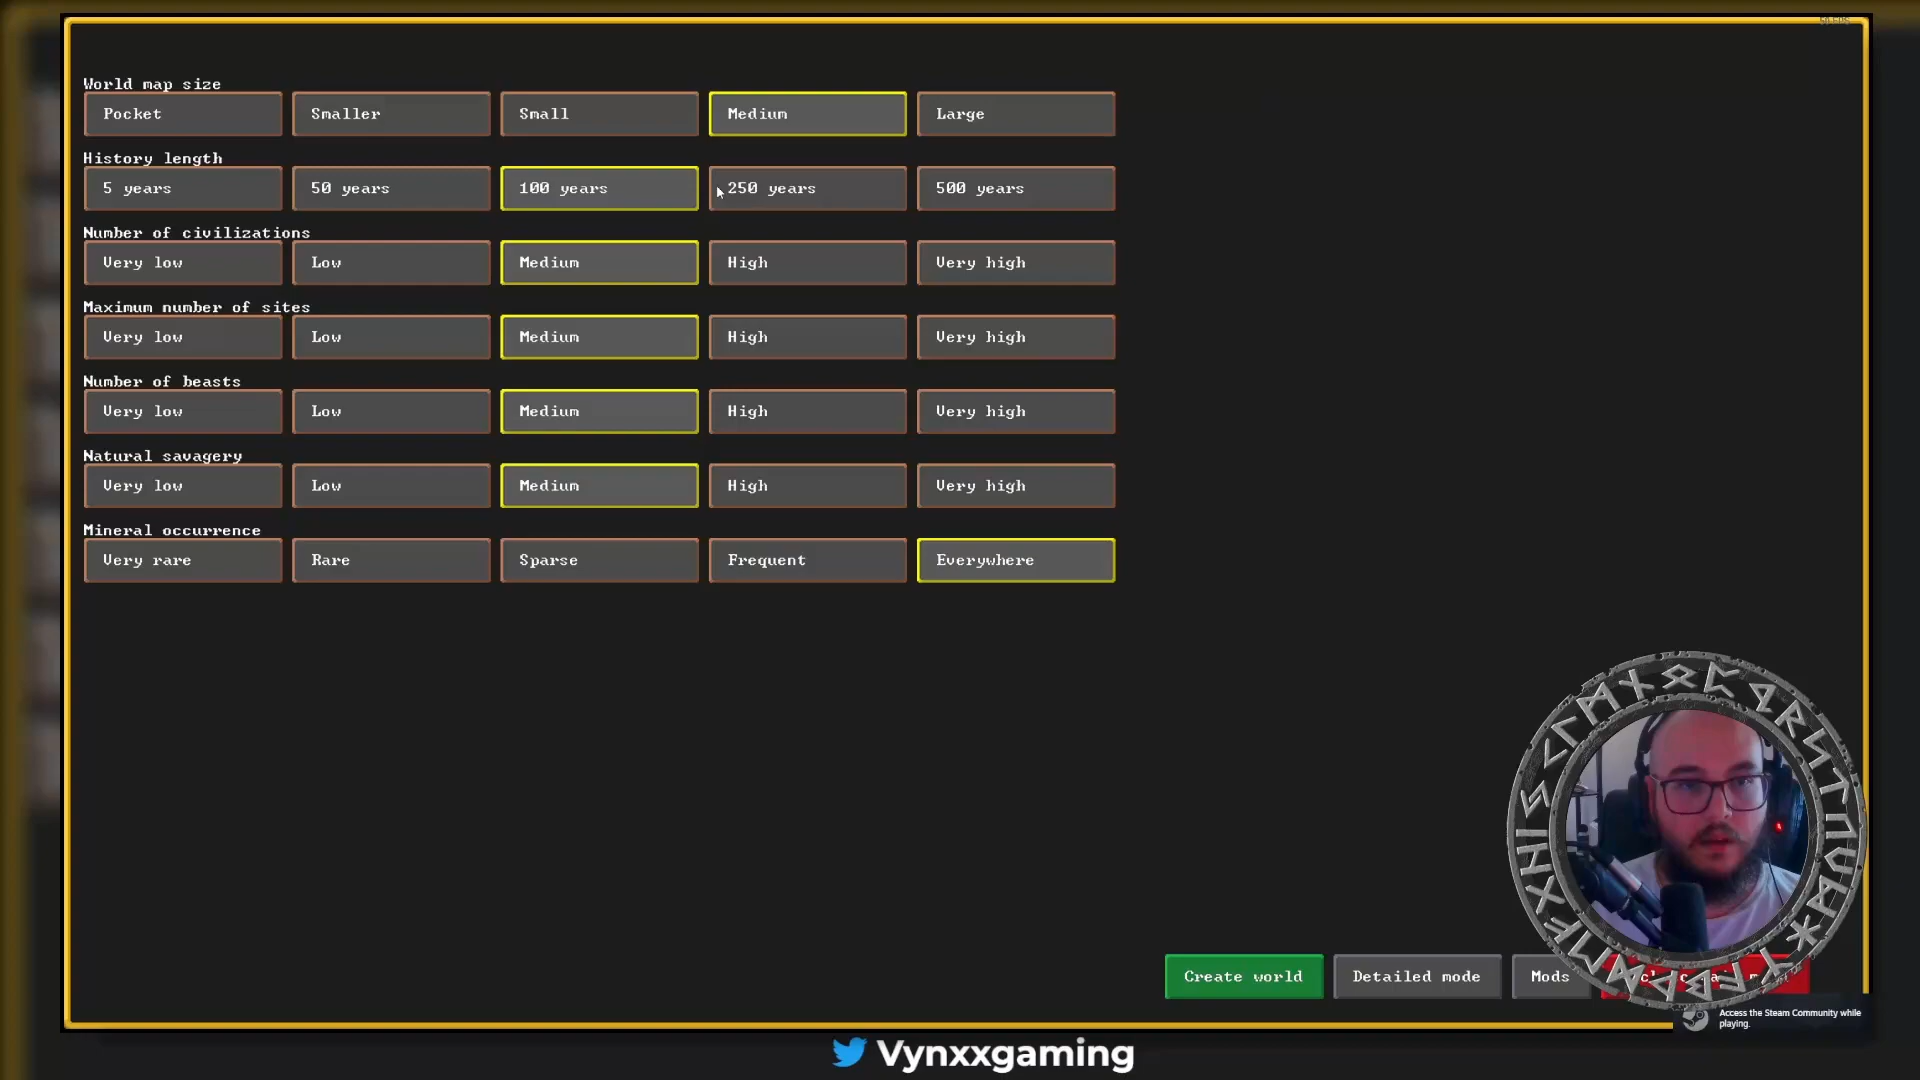 World map size
Pocket Smaller Small Medium Large
History length
5 years 50 years 100 years 250 years 500 years
Number of civilizations
Very low Low Medium High Very high
Maximum number of sites
Very low Low Medium High Very high
Number of beasts
Very low Low Medium High Very high
Natural savagery
Very low Low Medium High Very high
Mineral occurrence
Very rare Rare Sparse Frequent Everywhere
Create world Detailed mode Mods
Access the Steam Community while
playing.
Vynxxgaming